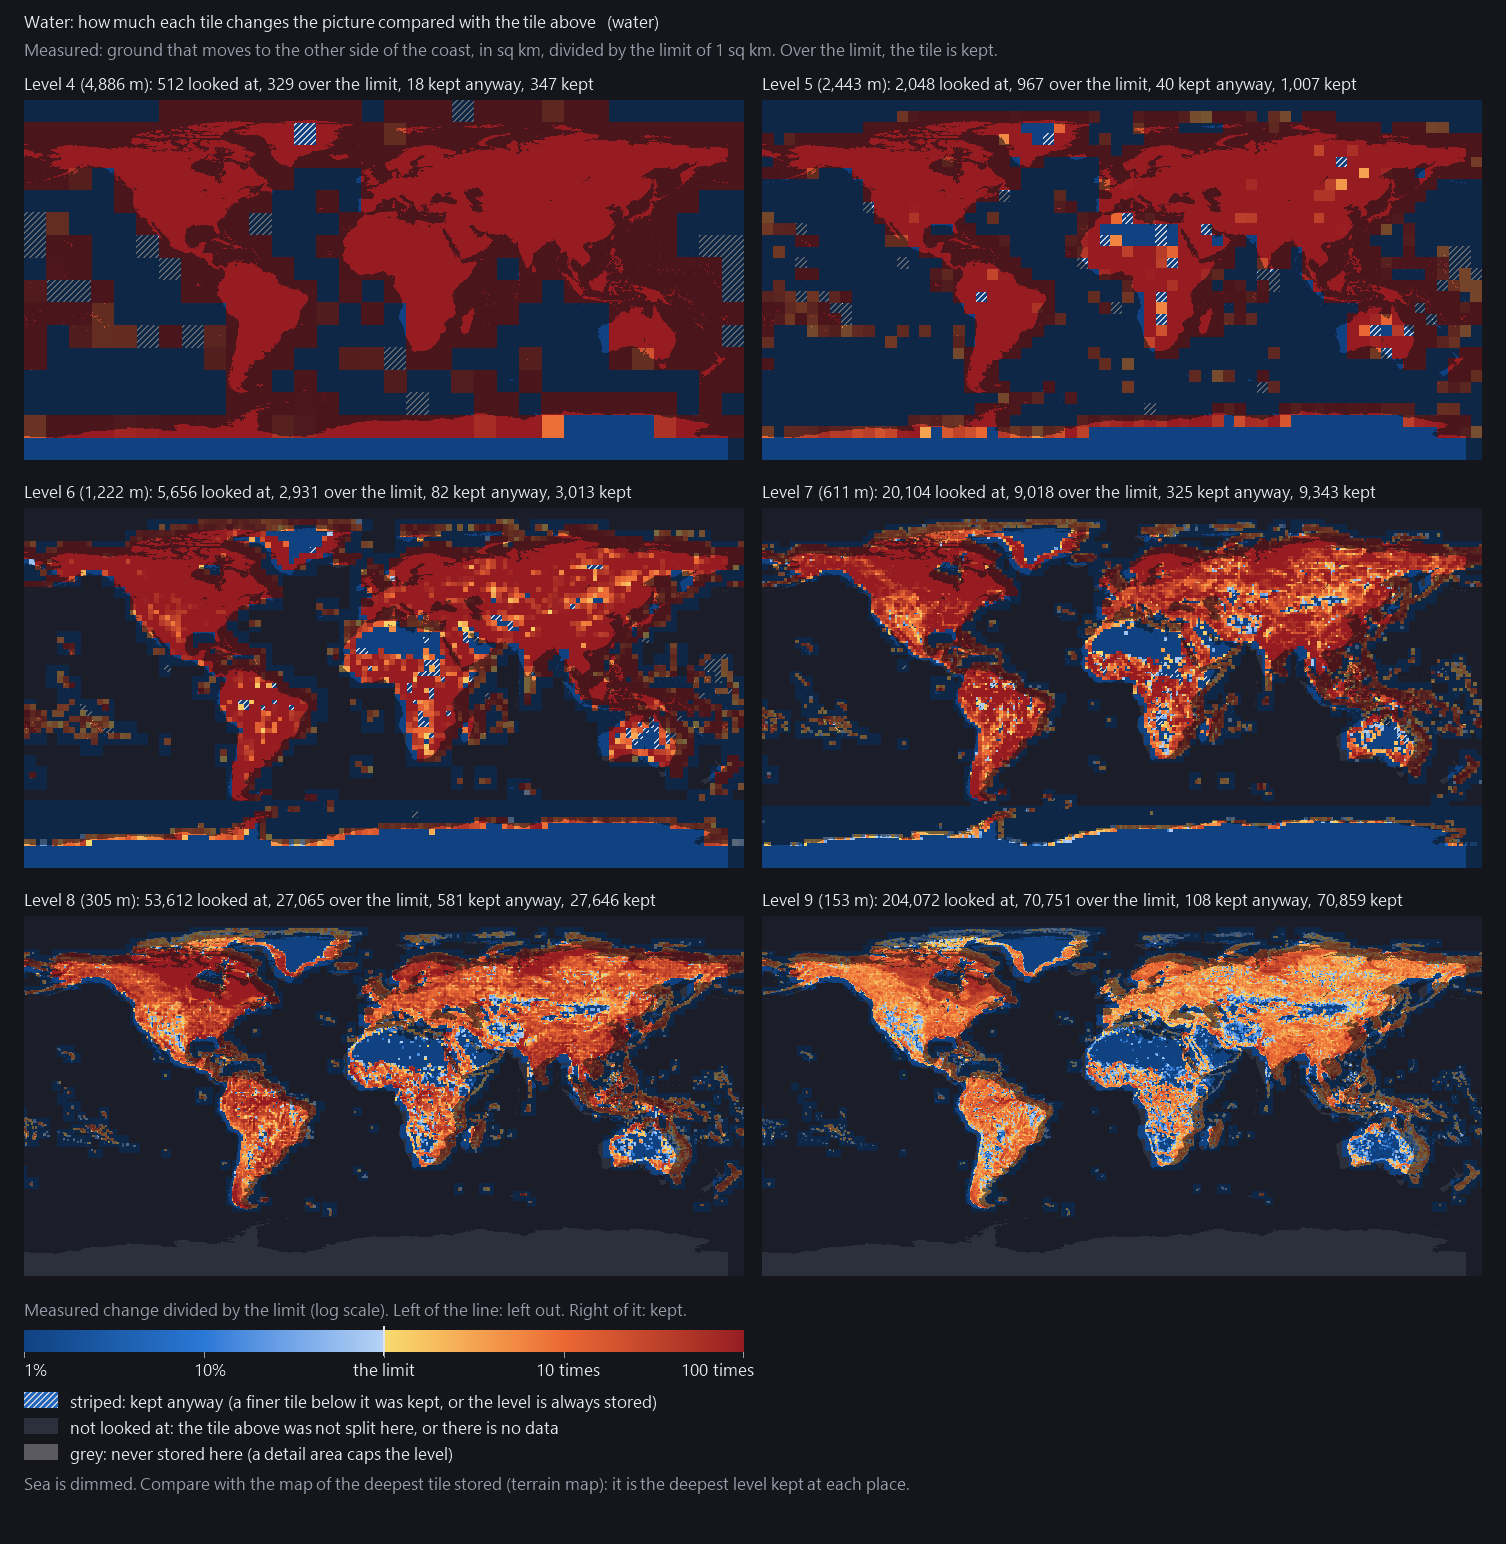 Water: how much each tile changes the picture compared with the tile above (water)
Measured: ground that moves to the other side of the coast, in sq km, divided by the limit of 1 sq km. Over the limit, the tile is kept.
Level 4 (4,886 m): 512 looked at, 329 over the limit, 18 kept anyway, 347 kept
Level 5 (2,443 m): 2,048 looked at, 967 over the limit, 40 kept anyway, 1,007 kept
Level 6 (1,222 m): 5,656 looked at, 2,931 over the limit, 82 kept anyway, 3,013 kept
Level 7 (611 m): 20,104 looked at, 9,018 over the limit, 325 kept anyway, 9,343 kept
Level 8 (305 m): 53,612 looked at, 27,065 over the limit, 581 kept anyway, 27,646 kept
Level 9 (153 m): 204,072 looked at, 70,751 over the limit, 108 kept anyway, 70,859 kept
Measured change divided by the limit (log scale). Left of the line: left out. Right of it: kept.
1% 10% the limit 10 times 100 times
striped: kept anyway (a finer tile below it was kept, or the level is always stored)
not looked at: the tile above was not split here, or there is no data
grey: never stored here (a detail area caps the level)
Sea is dimmed. Compare with the map of the deepest tile stored (terrain map): it is the deepest level kept at each place.